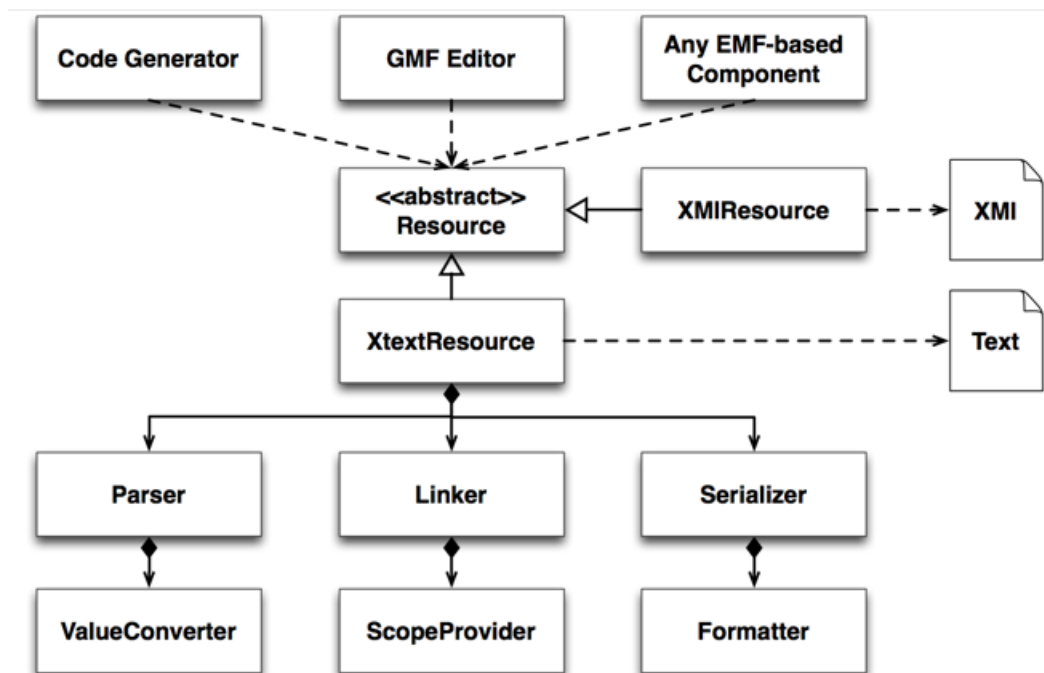 Code Generator
GMF Editor
Any EMF-based
Component
<<abstract>>
Resource
XMIResource
XMI
XtextResource
Text
Parser
Linker
Serializer
ValueConverter
ScopeProvider
Formatter